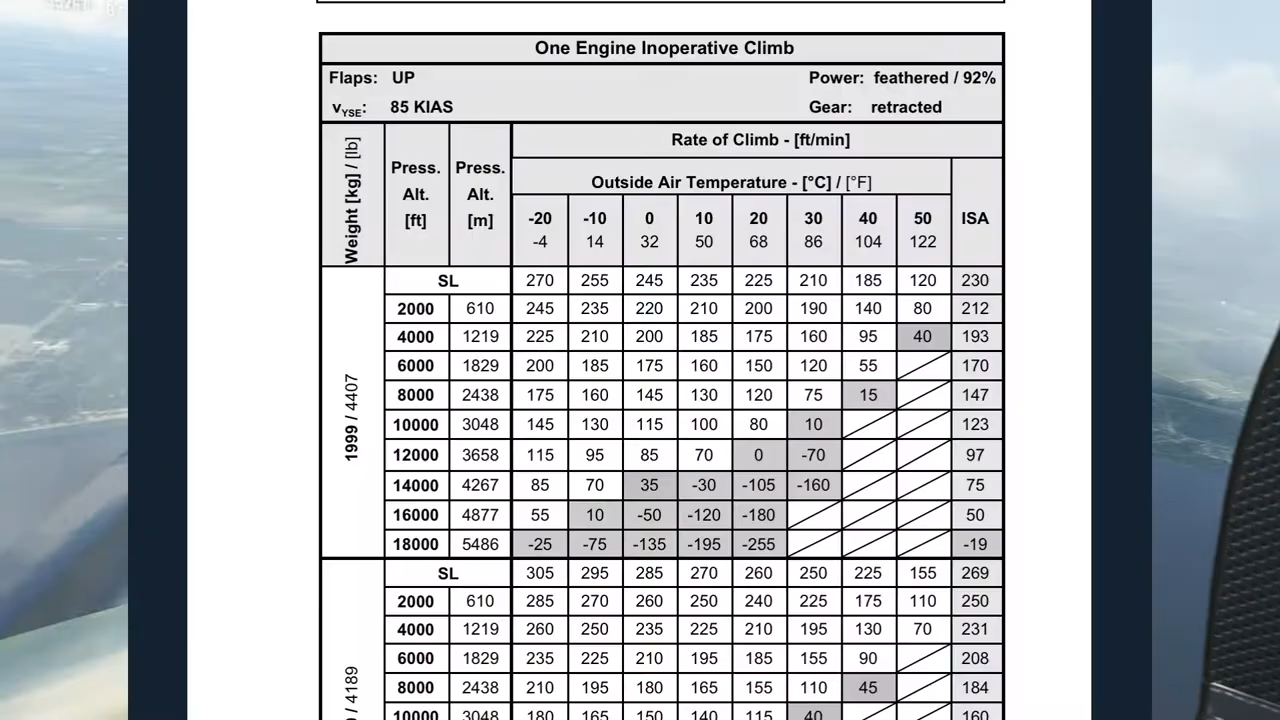 One Engine Inoperative Climb
Flaps: UP Power: feathered / 92%
vYSE: 85 KIAS Gear: retracted
Weight [kg] / [lb] Press. Alt. [ft] Press. Alt. [m] Rate of Climb - [ft/min]
Outside Air Temperature - [°C] / [°F]
-20 -10 0 10 20 30 40 50 ISA
-4 14 32 50 68 86 104 122
1999 / 4407
SL 270 255 245 235 225 210 185 120 230
2000 610 245 235 220 210 200 190 140 80 212
4000 1219 225 210 200 185 175 160 95 40 193
6000 1829 200 185 175 160 150 120 55 170
8000 2438 175 160 145 130 120 75 15 147
10000 3048 145 130 115 100 80 10 123
12000 3658 115 95 85 70 0 -70 97
14000 4267 85 70 35 -30 -105 -160 75
16000 4877 55 10 -50 -120 -180 50
18000 5486 -25 -75 -135 -195 -255 -19
/ 4189
SL 305 295 285 270 260 250 225 155 269
2000 610 285 270 260 250 240 225 175 110 250
4000 1219 260 250 235 225 210 195 130 70 231
6000 1829 235 225 210 195 185 155 90 208
8000 2438 210 195 180 165 155 110 45 184
10000 3048 180 165 150 140 115 40 160